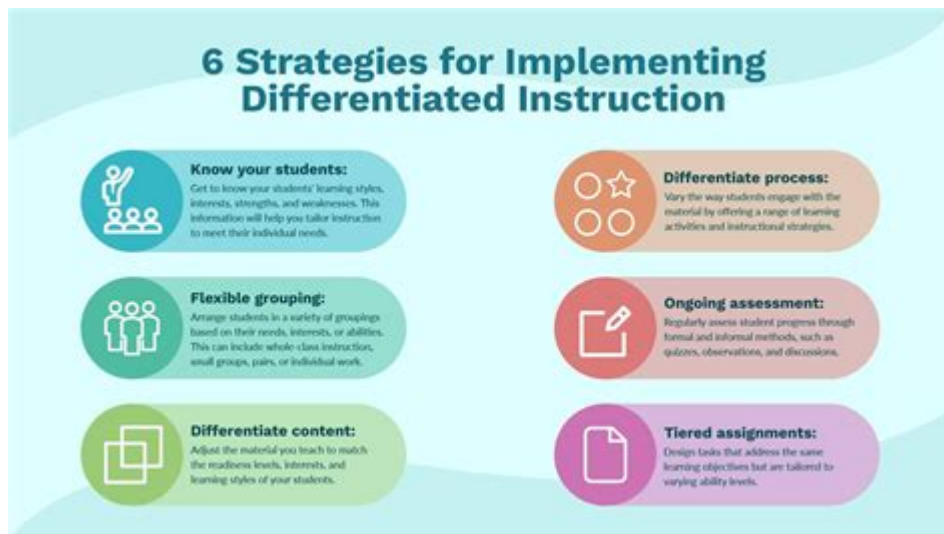 6 Strategies for Implementing
Differentiated Instruction
Know your students:
Get to know your students' learning styles,
interests, strengths, and weaknesses. This
information will help you tailor instruction
to meet their individual needs.
Flexible grouping:
Arrange students in a variety of groupings
based on their needs, interests, or abilities.
This can include whole-class instruction,
small groups, pairs, or individual work.
Differentiate content:
Adjust the material you teach to match
the readiness levels, interests, and
learning styles of your students.
Differentiate process:
Vary the way students engage with the
material by offering a range of learning
activities and instructional strategies.
Ongoing assessment:
Regularly assess student progress through
formal and informal methods, such as
quizzes, observations, and discussions.
Tiered assignments:
Design tasks that address the same
learning objectives but are tailored to
varying ability levels.